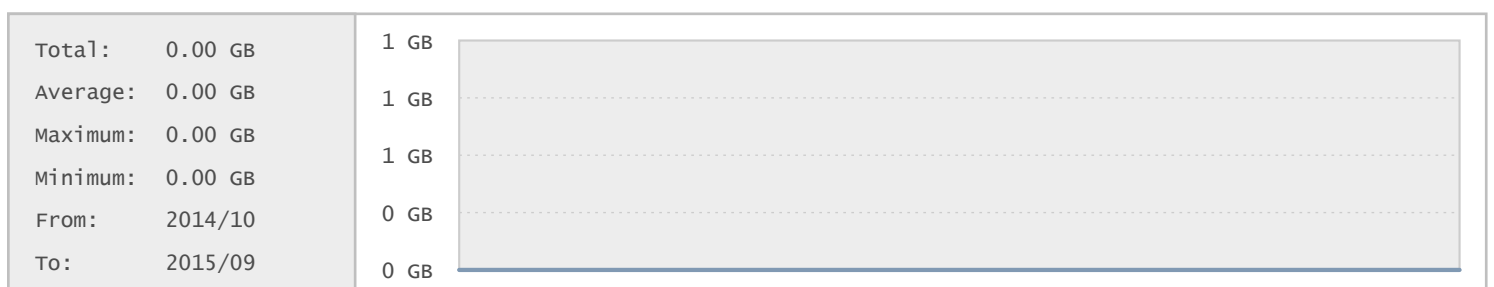 Total: 0.00 GB
Average: 0.00 GB
Maximum: 0.00 GB
Minimum: 0.00 GB
From: 2014/10
To: 2015/09
1 GB
1 GB
1 GB
0 GB
0 GB